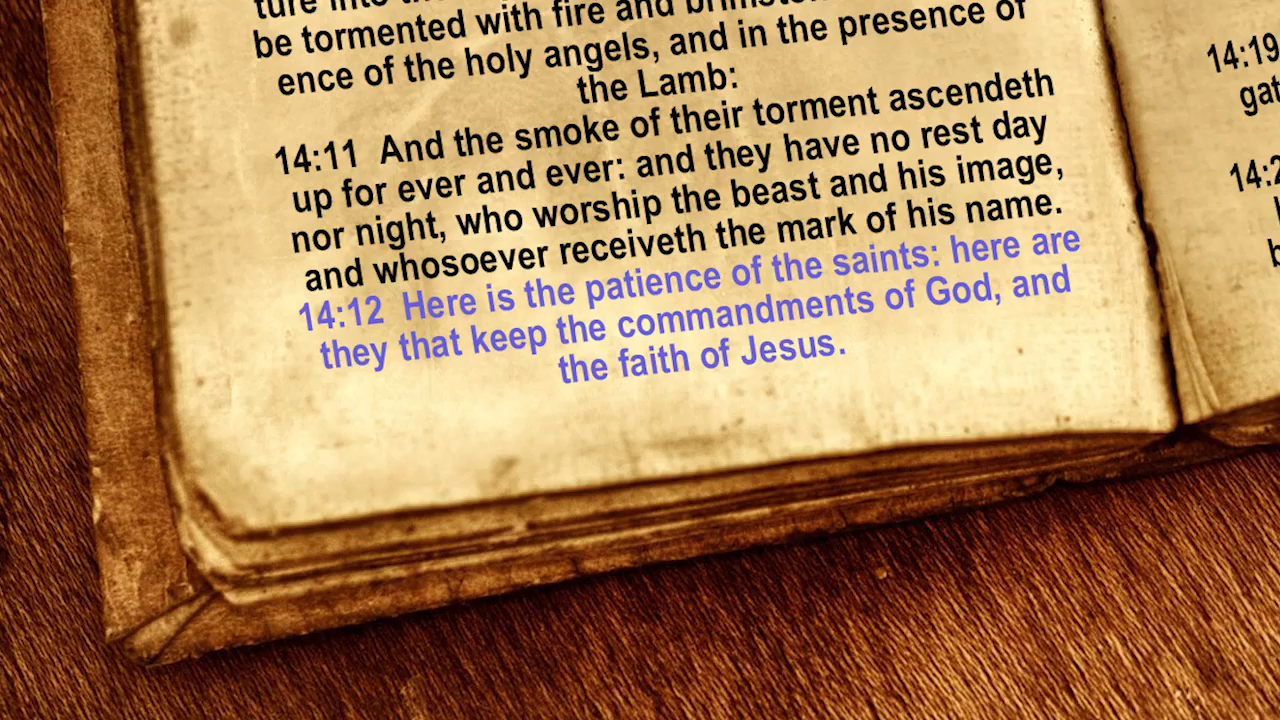 ture into the
be tormented with fire and
ence of the holy angels, and in the presence of
the Lamb:
14:11 And the smoke of their torment ascendeth
up for ever and ever: and they have no rest day
nor night, who worship the beast and his image,
and whosoever receiveth the mark of his name.
14:12 Here is the patience of the saints: here are
they that keep the commandments of God, and
the faith of Jesus.
14:19